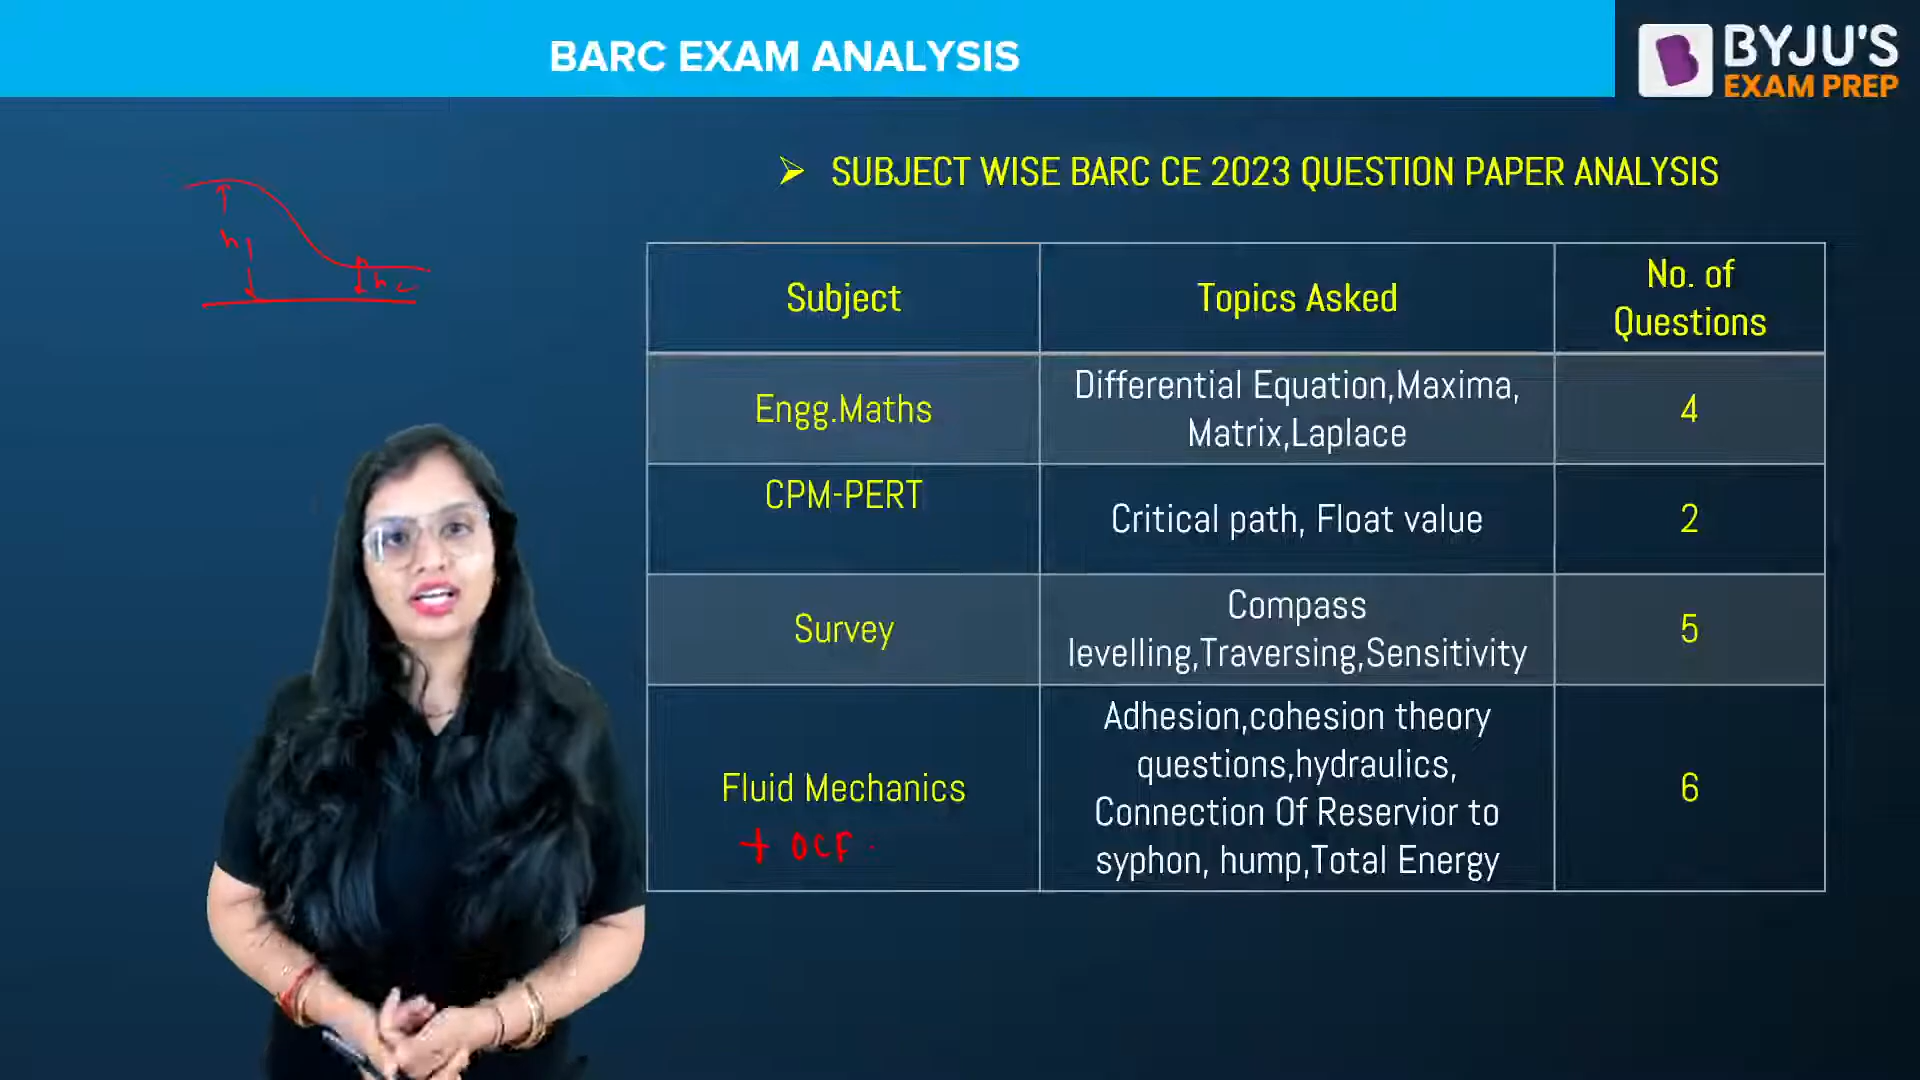 BARC EXAM ANALYSIS
BYJU'S
EXAM PREP
SUBJECT WISE BARC CE 2023 QUESTION PAPER ANALYSIS
Subject
Topics Asked
No. of
Questions
Engg.Maths
Differential Equation,Maxima,
Matrix,Laplace
4
CPM-PERT
Critical path, Float value
2
Survey
Compass
levelling,Traversing,Sensitivity
5
Fluid Mechanics
+ OCF
Adhesion,cohesion theory
questions,hydraulics,
Connection Of Reservior to
syphon, hump,Total Energy
6